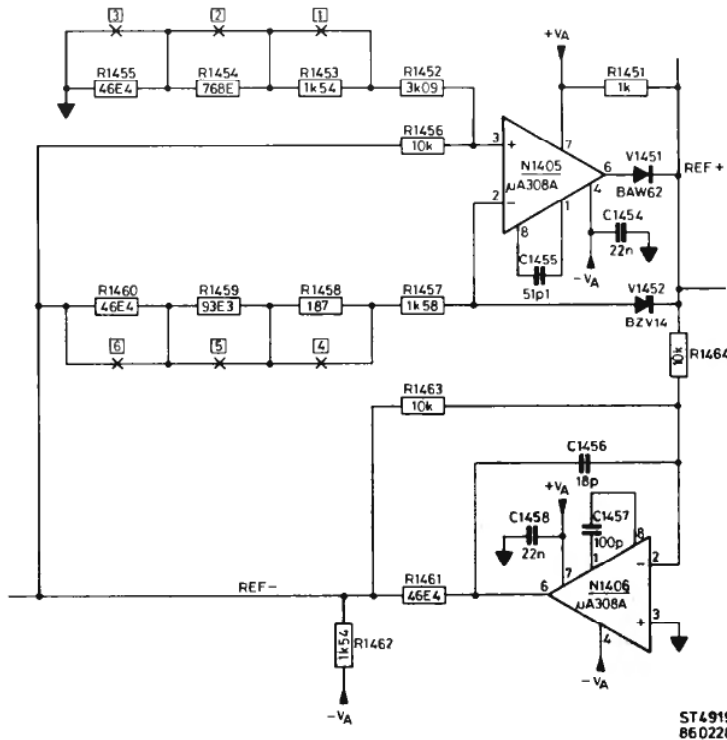 3 2 1
+VA
R1455 R1454 R1453 R1452 R1451
46E4 768E 1k54 3k09 1k
R1456
10k
3 + 7
N1405
µA308A
6 V1451
BAW62
REF+
2 − 8 1 4
C1454
22n
C1455
51p1
−VA
R1460 R1459 R1458 R1457
46E4 93E3 187 1k58
V1452
BZV14
6 5 4
10k R1464
R1463
10k
C1456
18p
+VA
C1458
22n
C1457
100p
1 8
7 − 2
6
N1406
µA308A
+ 3
4
−VA
REF−
R1461
46E4
1k54 R1462
−VA
ST4919
860228